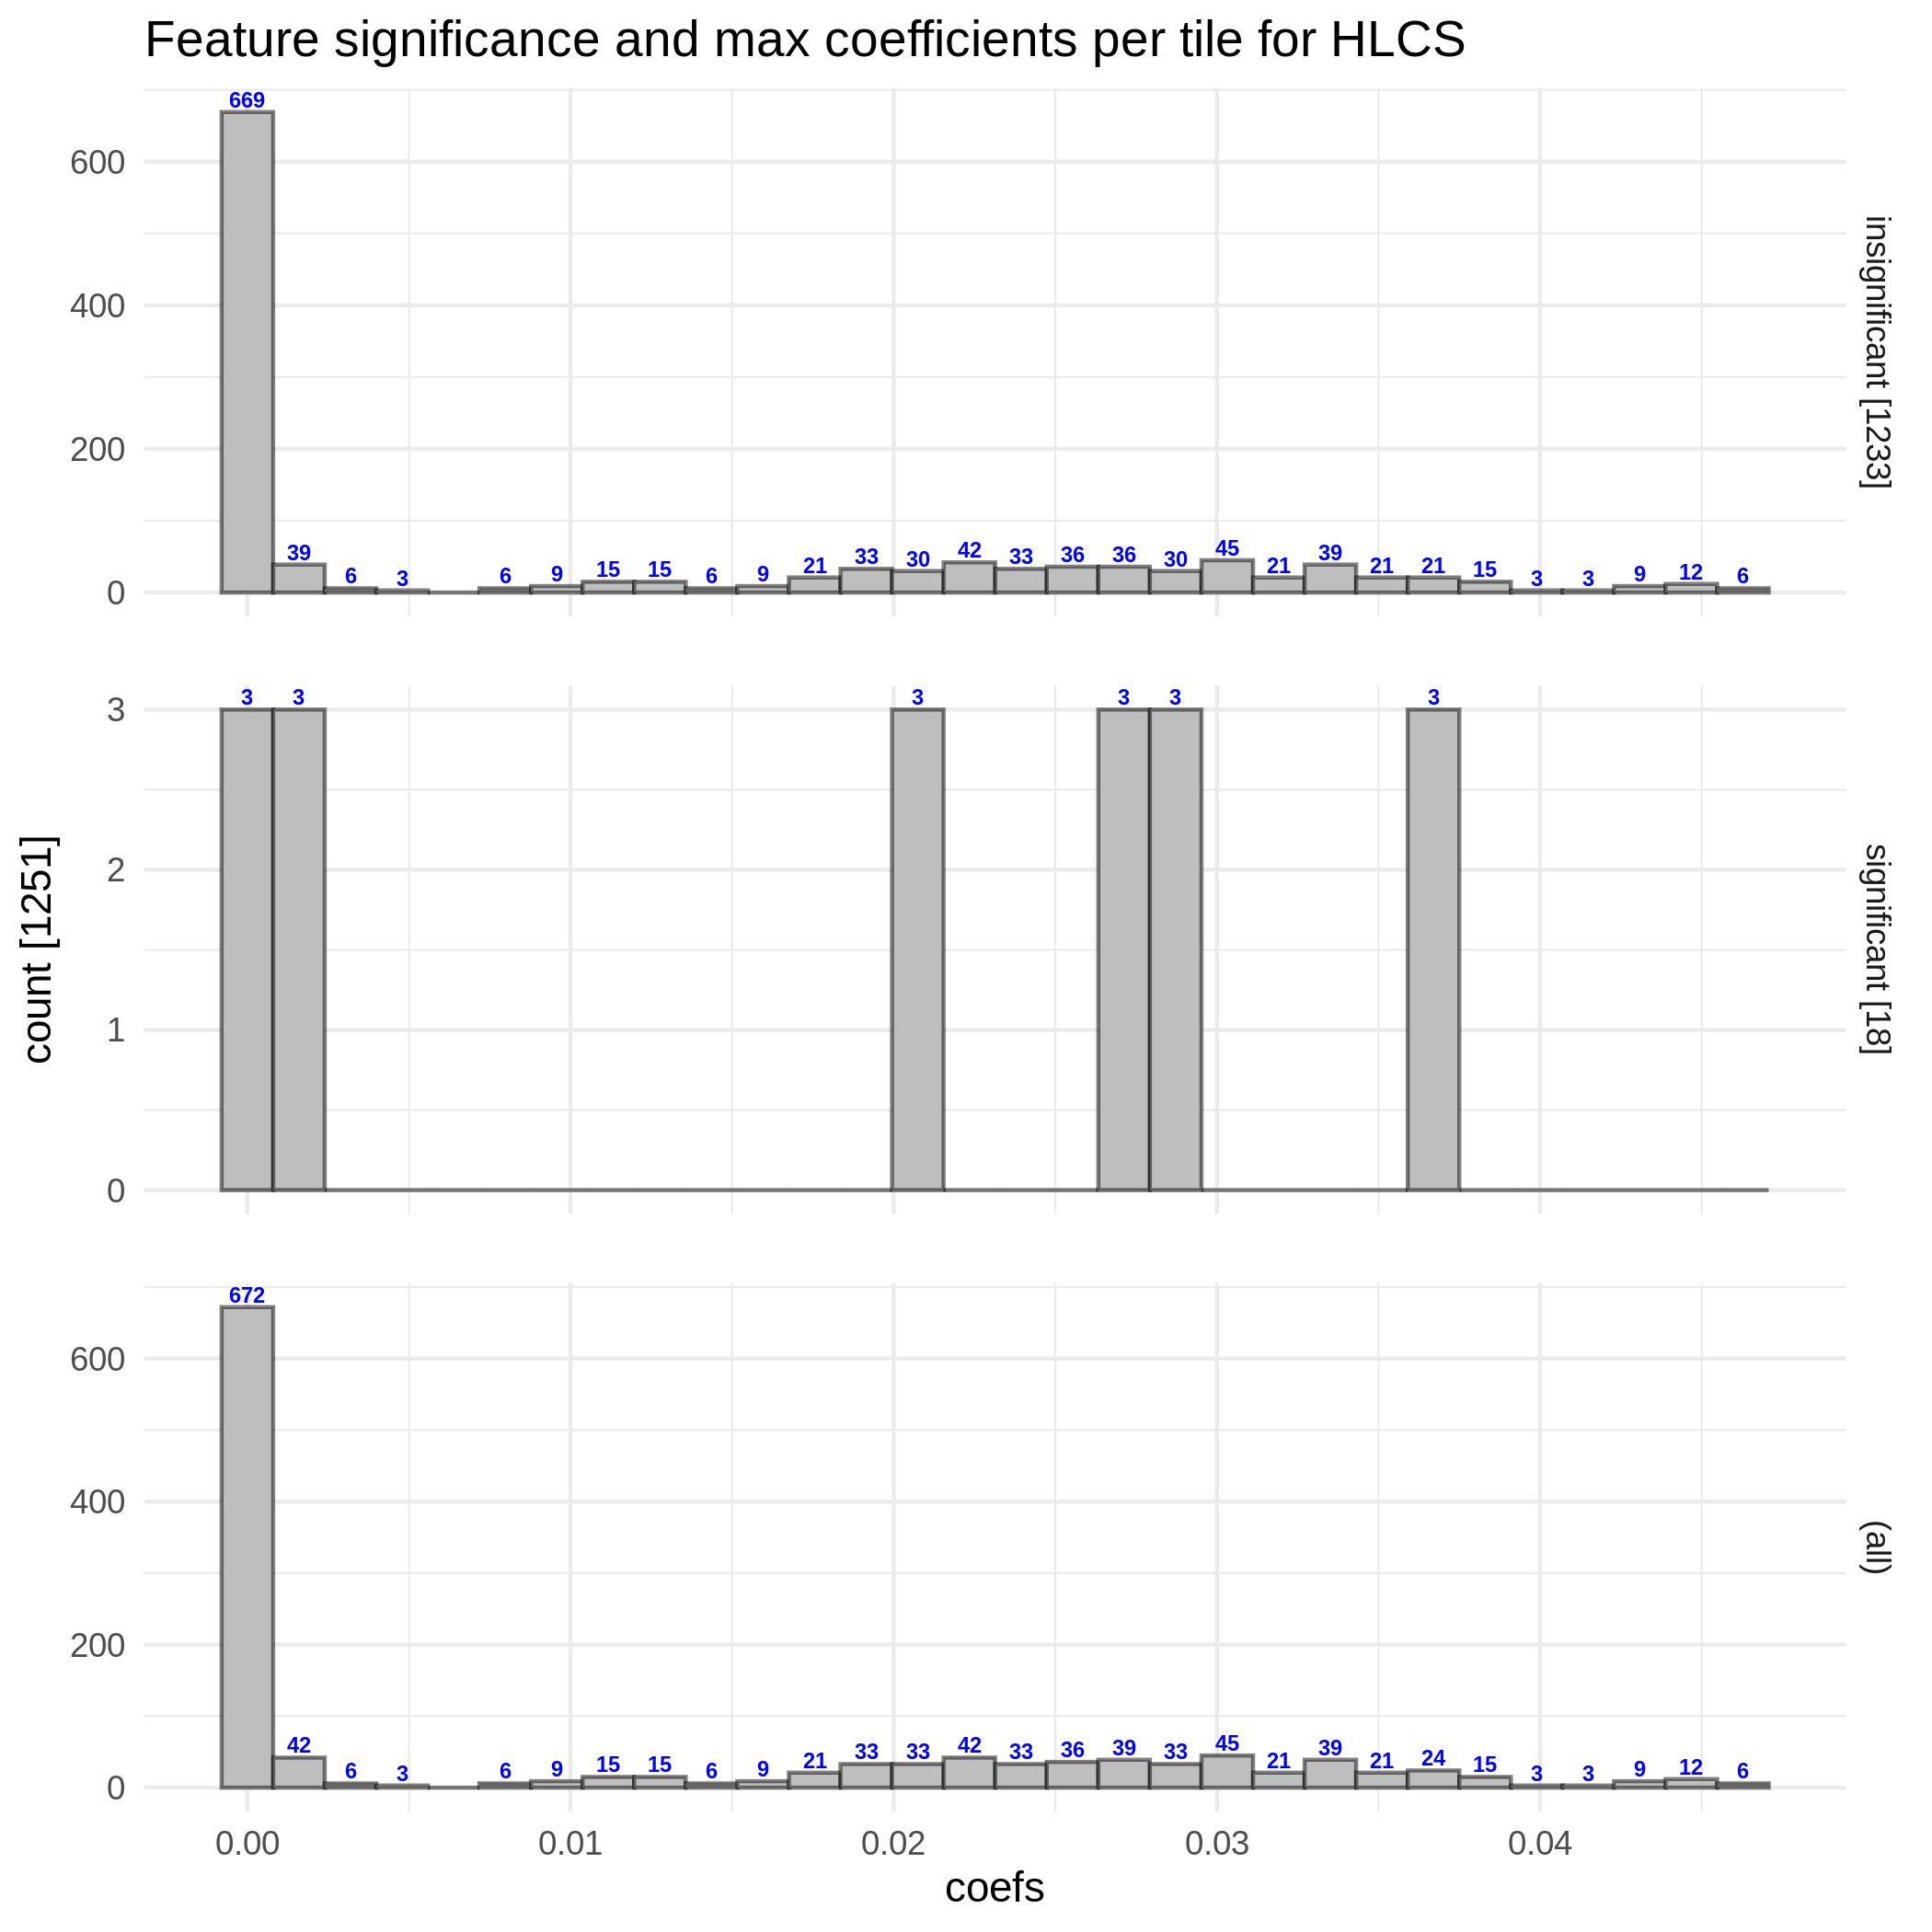 Feature significance and max coefficients per tile for HLCS
669
600
400
200
39 6 3 6 9 15 15 6 9 21 33 30 42 33 36 36 30 45 21 39 21 21 15 3 3 9 12 6
0
insignificant [1233]
3 3 3 3 3 3
3
2
1
0
significant [18]
count [1251]
672
600
400
200
42 6 3 6 9 15 15 6 9 21 33 33 42 33 36 39 33 45 21 39 21 24 15 3 3 9 12 6
0
(all)
0.00 0.01 0.02 0.03 0.04
coefs